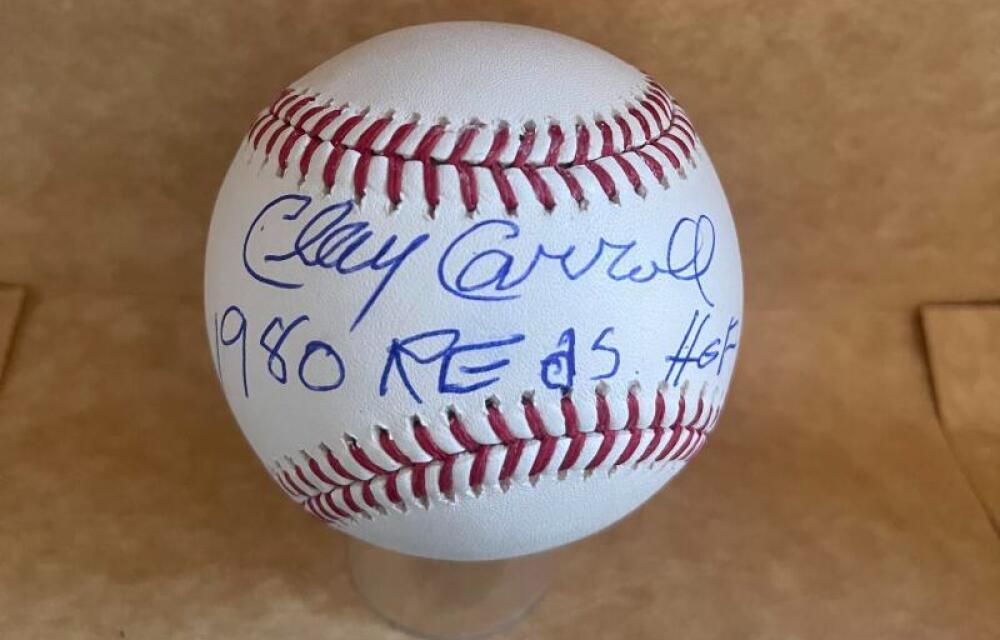 Clay Carroll
1980 REdS. HoF